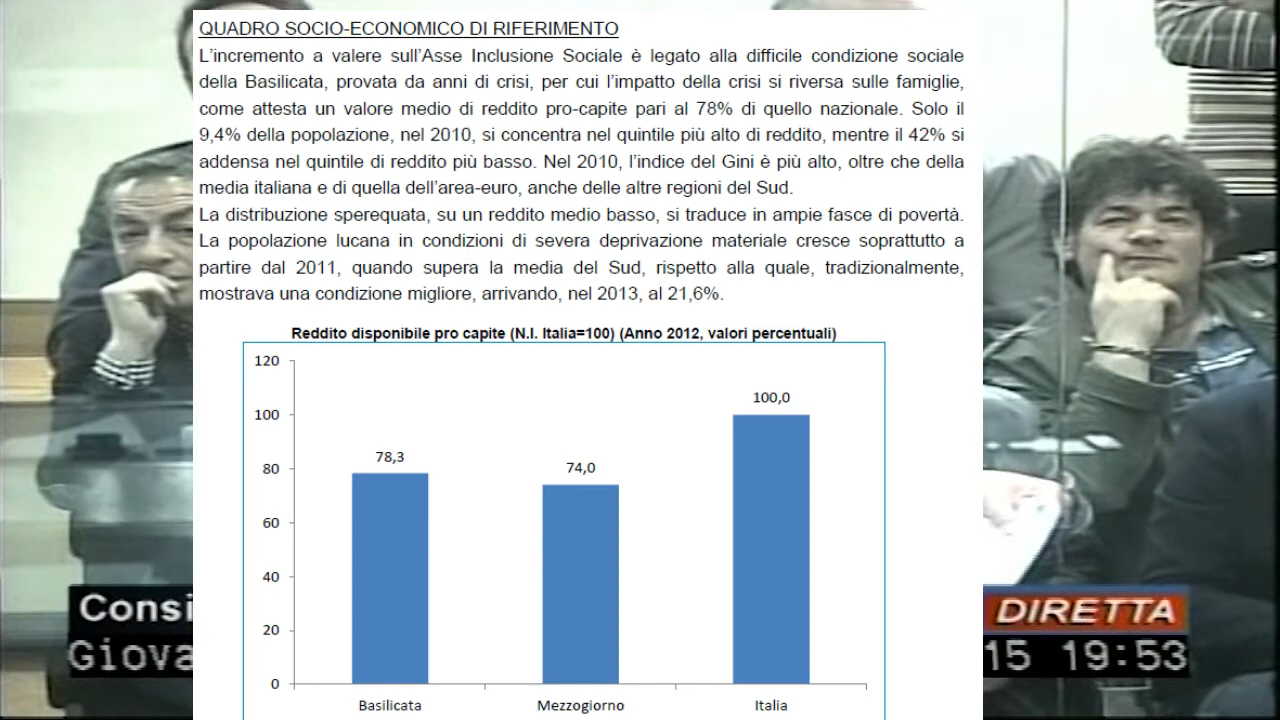 QUADRO SOCIO-ECONOMICO DI RIFERIMENTO
L'incremento a valere sull'Asse Inclusione Sociale è legato alla difficile condizione sociale
della Basilicata, provata da anni di crisi, per cui l'impatto della crisi si riversa sulle famiglie,
come attesta un valore medio di reddito pro-capite pari al 78% di quello nazionale. Solo il
9,4% della popolazione, nel 2010, si concentra nel quintile più alto di reddito, mentre il 42% si
addensa nel quintile di reddito più basso. Nel 2010, l'indice del Gini è più alto, oltre che della
media italiana e di quella dell'area-euro, anche delle altre regioni del Sud.
La distribuzione sperequata, su un reddito medio basso, si traduce in ampie fasce di povertà.
La popolazione lucana in condizioni di severa deprivazione materiale cresce soprattutto a
partire dal 2011, quando supera la media del Sud, rispetto alla quale, tradizionalmente,
mostrava una condizione migliore, arrivando, nel 2013, al 21,6%.
Reddito disponibile pro capite (N.I. Italia=100) (Anno 2012, valori percentuali)
120
100
80
60
40
20
0
78,3
74,0
100,0
Basilicata
Mezzogiorno
Italia
Consi
Giova
DIRETTA
15 19:53